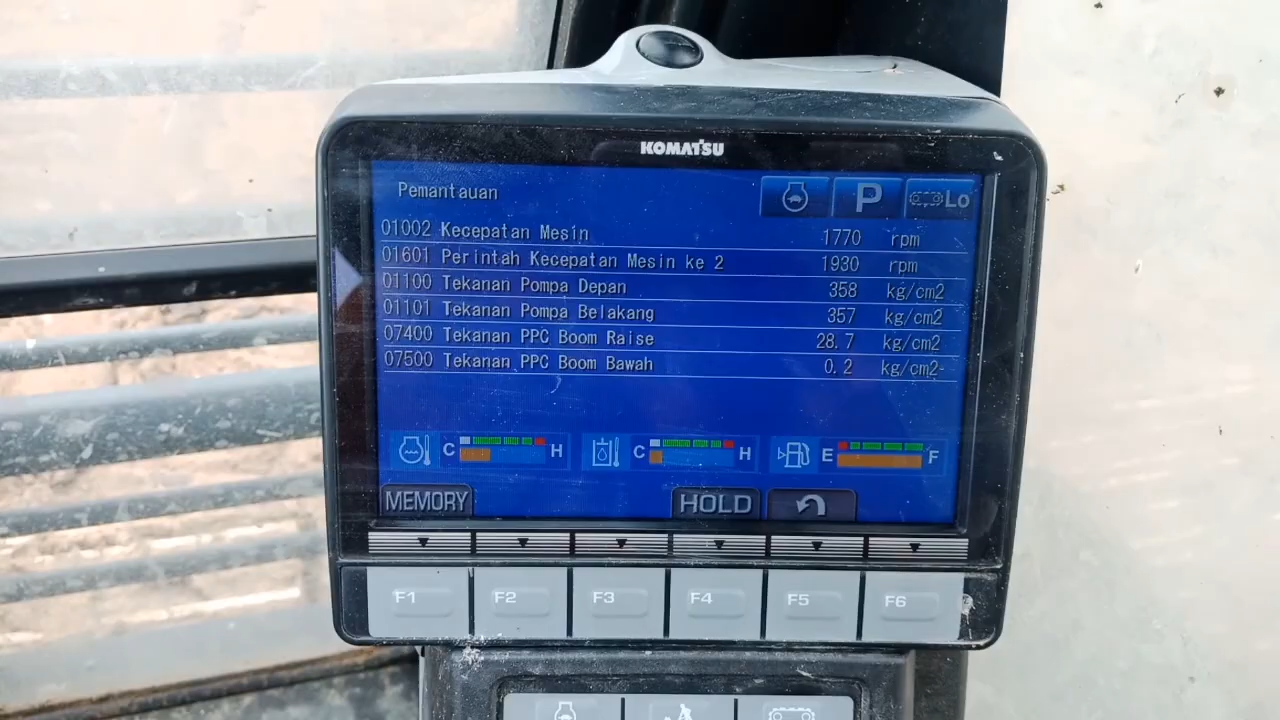 KOMATSU
Pemantauan
P
Lo
01002 Kecepatan Mesin 1770 rpm
01601 Perintah Kecepatan Mesin ke 2 1930 rpm
01100 Tekanan Pompa Depan 358 kg/cm2
01101 Tekanan Pompa Belakang 357 kg/cm2
07400 Tekanan PPC Boom Raise 28.7 kg/cm2
07500 Tekanan PPC Boom Bawah 0.2 kg/cm2
C H C H E F
MEMORY HOLD
F1 F2 F3 F4 F5 F6